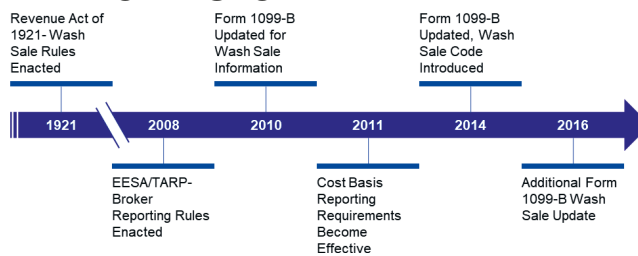 Revenue Act of
1921- Wash
Sale Rules
Enacted
Form 1099-B
Updated for
Wash Sale
Information
Form 1099-B
Updated, Wash
Sale Code
Introduced
1921
2008
2010
2011
2014
2016
EESA/TARP-
Broker
Reporting Rules
Enacted
Cost Basis
Reporting
Requirements
Become
Effective
Additional Form
1099-B Wash
Sale Update